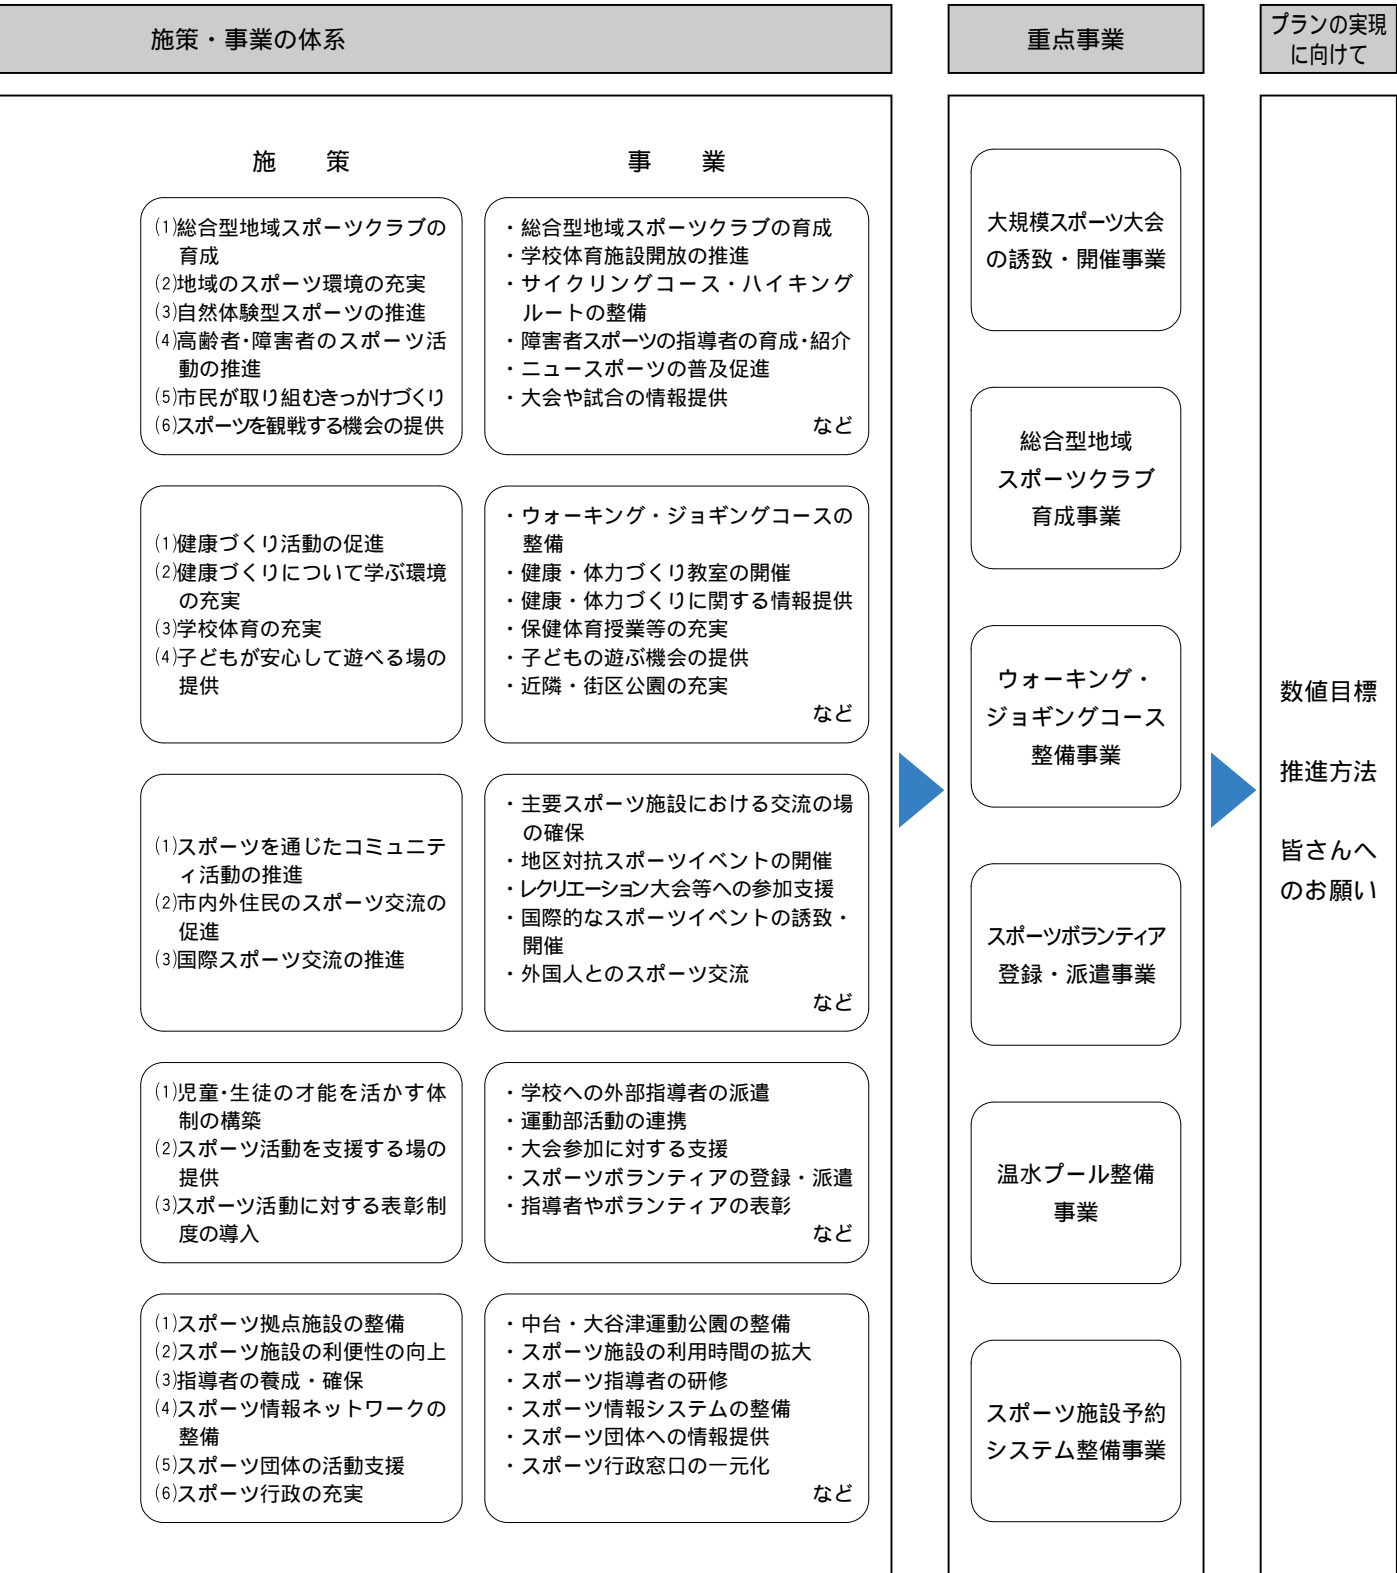 施策・事業の体系
重点事業
プランの実現
に向けて
施　策
事　業
⑴総合型地域スポーツクラブの
育成
⑵地域のスポーツ環境の充実
⑶自然体験型スポーツの推進
⑷高齢者・障害者のスポーツ活
動の推進
⑸市民が取り組むきっかけづくり
⑹スポーツを観戦する機会の提供
・総合型地域スポーツクラブの育成
・学校体育施設開放の推進
・サイクリングコース・ハイキング
ルートの整備
・障害者スポーツの指導者の育成・紹介
・ニュースポーツの普及促進
・大会や試合の情報提供
など
⑴健康づくり活動の促進
⑵健康づくりについて学ぶ環境
の充実
⑶学校体育の充実
⑷子どもが安心して遊べる場の
提供
・ウォーキング・ジョギングコースの
整備
・健康・体力づくり教室の開催
・健康・体力づくりに関する情報提供
・保健体育授業等の充実
・子どもの遊ぶ機会の提供
・近隣・街区公園の充実
など
⑴スポーツを通じたコミュニテ
ィ活動の推進
⑵市内外住民のスポーツ交流の
促進
⑶国際スポーツ交流の推進
・主要スポーツ施設における交流の場
の確保
・地区対抗スポーツイベントの開催
・レクリエーション大会等への参加支援
・国際的なスポーツイベントの誘致・
開催
・外国人とのスポーツ交流
など
⑴児童・生徒の才能を活かす体
制の構築
⑵スポーツ活動を支援する場の
提供
⑶スポーツ活動に対する表彰制
度の導入
・学校への外部指導者の派遣
・運動部活動の連携
・大会参加に対する支援
・スポーツボランティアの登録・派遣
・指導者やボランティアの表彰
など
⑴スポーツ拠点施設の整備
⑵スポーツ施設の利便性の向上
⑶指導者の養成・確保
⑷スポーツ情報ネットワークの
整備
⑸スポーツ団体の活動支援
⑹スポーツ行政の充実
・中台・大谷津運動公園の整備
・スポーツ施設の利用時間の拡大
・スポーツ指導者の研修
・スポーツ情報システムの整備
・スポーツ団体への情報提供
・スポーツ行政窓口の一元化
など
大規模スポーツ大会
の誘致・開催事業
総合型地域
スポーツクラブ
育成事業
ウォーキング・
ジョギングコース
整備事業
スポーツボランティア
登録・派遣事業
温水プール整備
事業
スポーツ施設予約
システム整備事業
数値目標
推進方法
皆さんへ
のお願い